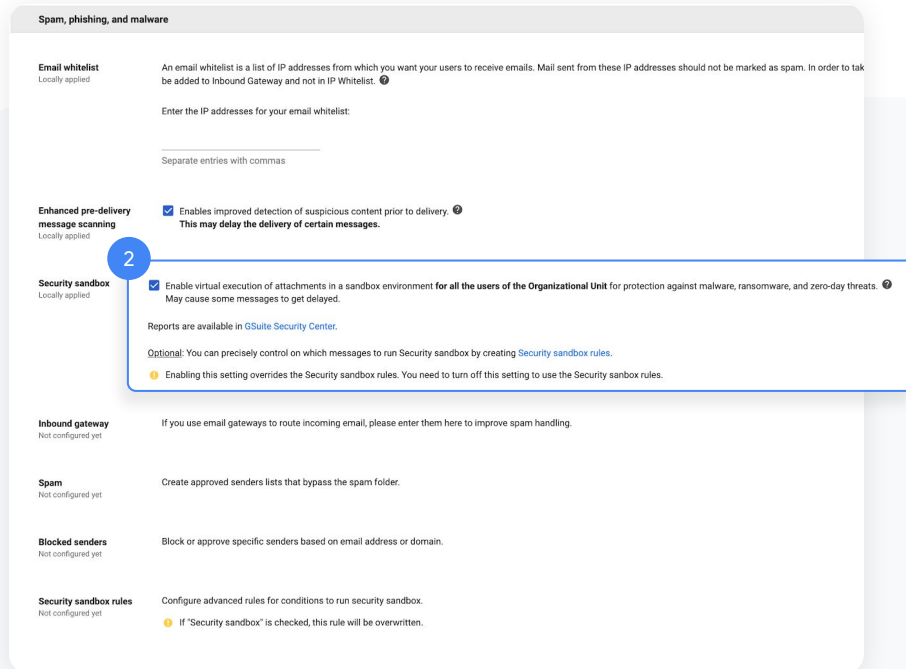 Spam, phishing, and malware
Email whitelist
Locally applied
An email whitelist is a list of IP addresses from which you want your users to receive emails. Mail sent from these IP addresses should not be marked as spam. In order to tak
be added to Inbound Gateway and not in IP Whitelist. ?
Enter the IP addresses for your email whitelist:
Separate entries with commas
Enhanced pre-delivery
message scanning
Locally applied
Enables improved detection of suspicious content prior to delivery. ?
This may delay the delivery of certain messages.
2
Security sandbox
Locally applied
Enable virtual execution of attachments in a sandbox environment for all the users of the Organizational Unit for protection against malware, ransomware, and zero-day threats. ?
May cause some messages to get delayed.
Reports are available in GSuite Security Center.
Optional: You can precisely control on which messages to run Security sandbox by creating Security sandbox rules.
! Enabling this setting overrides the Security sandbox rules. You need to turn off this setting to use the Security sanbox rules.
Inbound gateway
Not configured yet
If you use email gateways to route incoming email, please enter them here to improve spam handling.
Spam
Not configured yet
Create approved senders lists that bypass the spam folder.
Blocked senders
Not configured yet
Block or approve specific senders based on email address or domain.
Security sandbox rules
Not configured yet
Configure advanced rules for conditions to run security sandbox.
! If "Security sandbox" is checked, this rule will be overwritten.